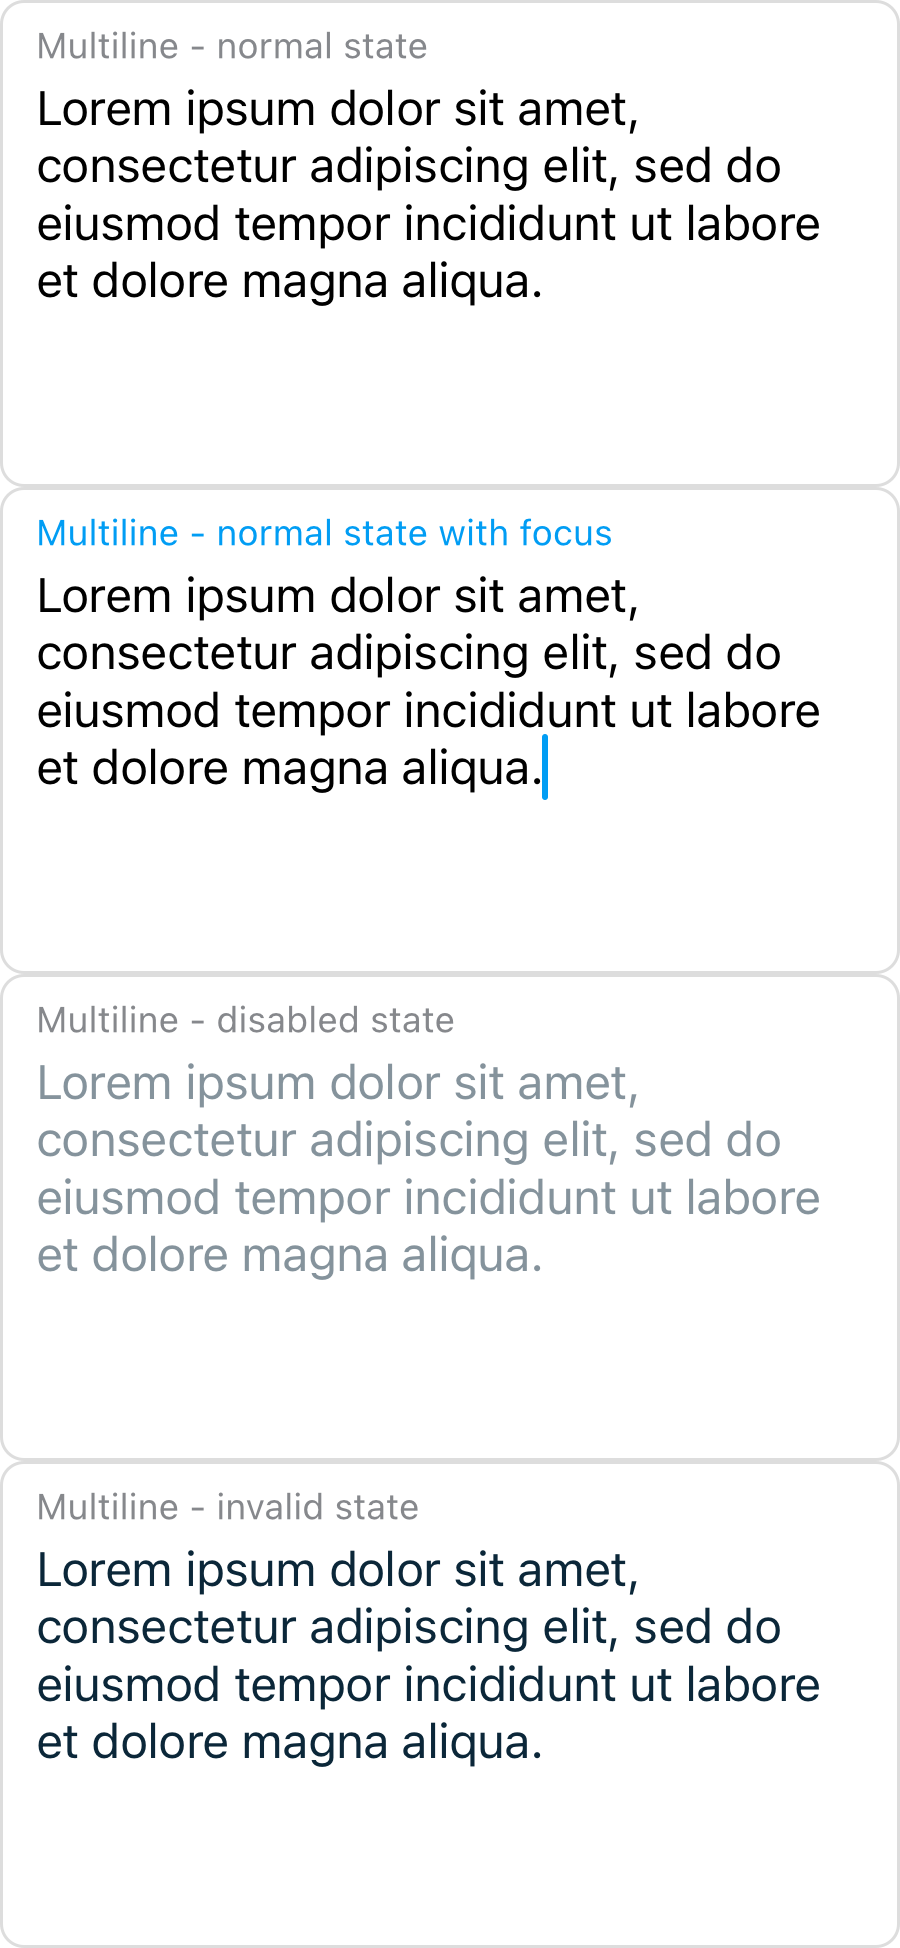 Multiline - normal state
Lorem ipsum dolor sit amet,
consectetur adipiscing elit, sed do
eiusmod tempor incididunt ut labore
et dolore magna aliqua.
Multiline - normal state with focus
Lorem ipsum dolor sit amet,
consectetur adipiscing elit, sed do
eiusmod tempor incididunt ut labore
et dolore magna aliqua.
Multiline - disabled state
Lorem ipsum dolor sit amet,
consectetur adipiscing elit, sed do
eiusmod tempor incididunt ut labore
et dolore magna aliqua.
Multiline - invalid state
Lorem ipsum dolor sit amet,
consectetur adipiscing elit, sed do
eiusmod tempor incididunt ut labore
et dolore magna aliqua.